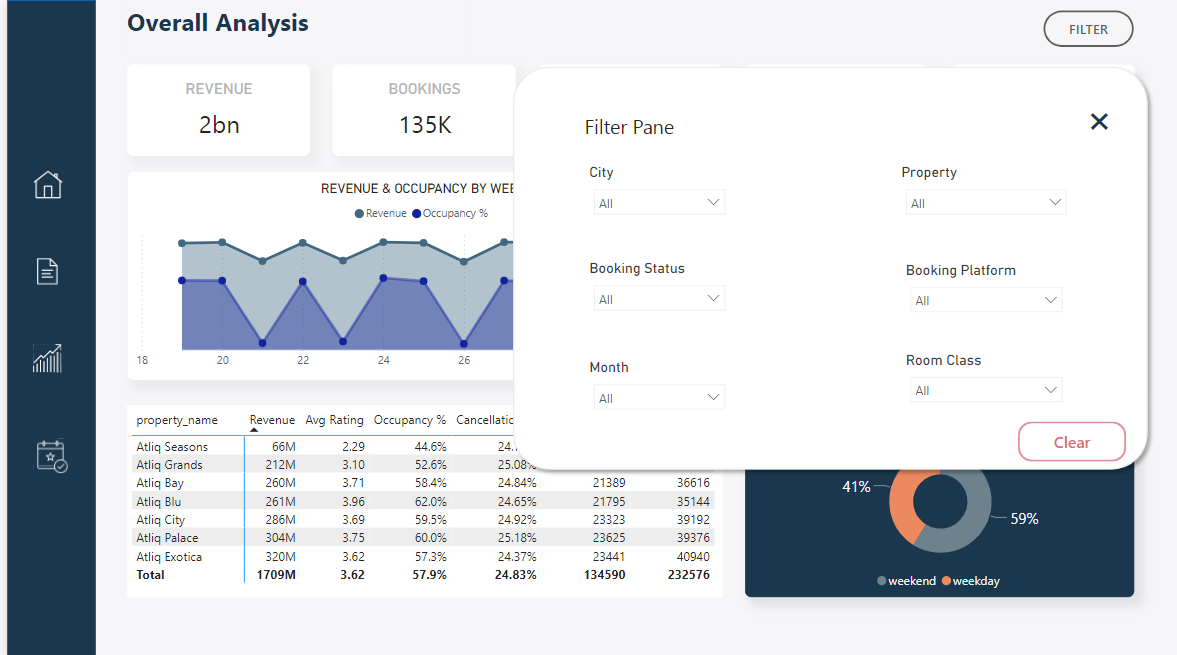 Overall Analysis
FILTER
REVENUE
2bn
BOOKINGS
135K
Filter Pane
City
All
Property
All
Booking Status
All
Booking Platform
All
Month
All
Room Class
All
Clear
REVENUE & OCCUPANCY BY WEE
Revenue Occupancy %
18 20 22 24 26
property_name Revenue Avg Rating Occupancy % Cancellatio
Atliq Seasons 66M 2.29 44.6%
Atliq Grands 212M 3.10 52.6% 25.08%
Atliq Bay 260M 3.71 58.4% 24.84% 21389 36616
Atliq Blu 261M 3.96 62.0% 24.65% 21795 35144
Atliq City 286M 3.69 59.5% 24.92% 23323 39192
Atliq Palace 304M 3.75 60.0% 25.18% 23625 39376
Atliq Exotica 320M 3.62 57.3% 24.37% 23441 40940
Total 1709M 3.62 57.9% 24.83% 134590 232576
41%
59%
weekend weekday